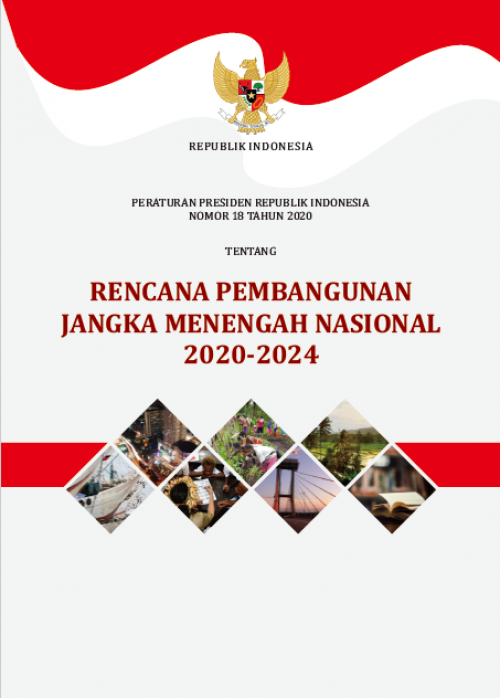 REPUBLIK INDONESIA
PERATURAN PRESIDEN REPUBLIK INDONESIA
NOMOR 18 TAHUN 2020
TENTANG
RENCANA PEMBANGUNAN
JANGKA MENENGAH NASIONAL
2020-2024